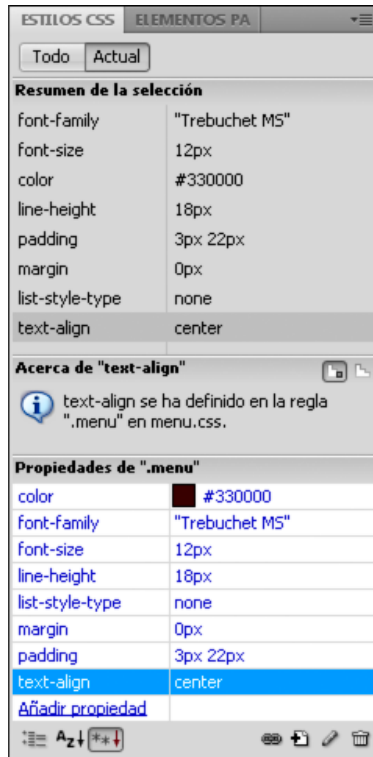 ESTILOS CSS ELEMENTOS PA
Todo Actual
Resumen de la selección
font-family "Trebuchet MS"
font-size 12px
color #330000
line-height 18px
padding 3px 22px
margin 0px
list-style-type none
text-align center
Acerca de "text-align"
text-align se ha definido en la regla
".menu" en menu.css.
Propiedades de ".menu"
color #330000
font-family "Trebuchet MS"
font-size 12px
line-height 18px
list-style-type none
margin 0px
padding 3px 22px
text-align center
Añadir propiedad